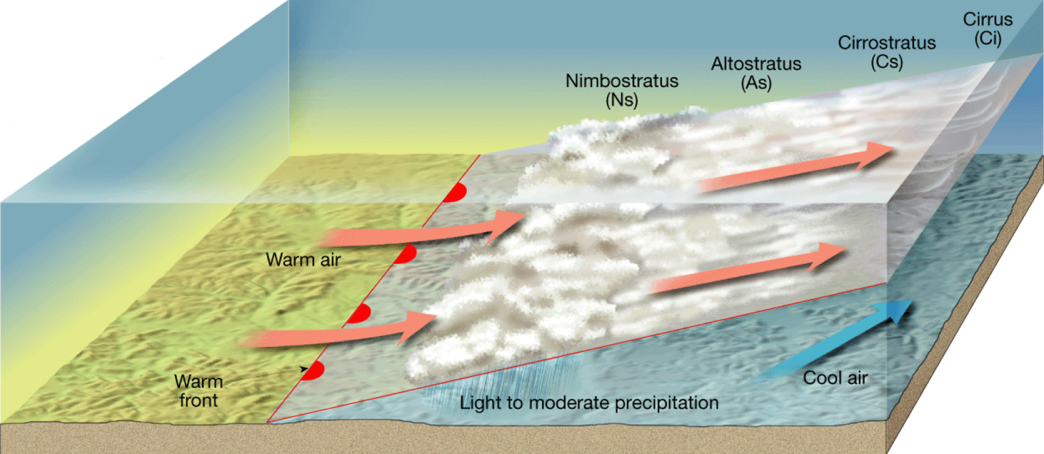 Cirrus
(Ci)
Cirrostratus
(Cs)
Altostratus
(As)
Nimbostratus
(Ns)
Warm air
Warm
front
Cool air
Light to moderate precipitation